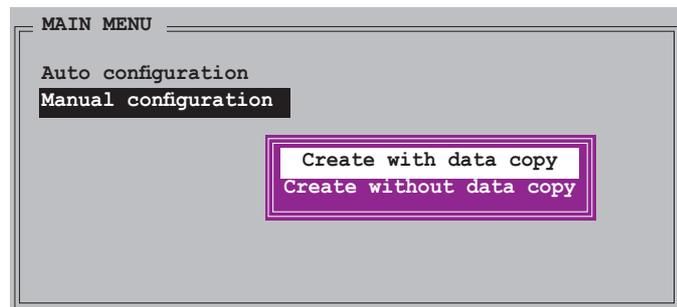 MAIN MENU
Auto configuration
Manual configuration
Create with data copy
Create without data copy